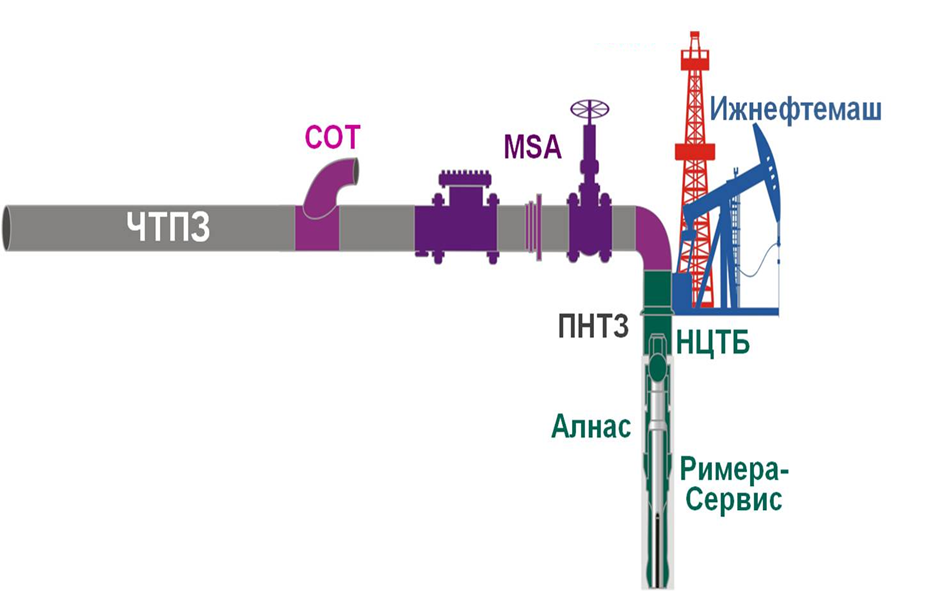 Ижнефтемаш
СОТ
MSA
ЧТПЗ
ПНТЗ
НЦТБ
Алнас
Римера-
Сервис